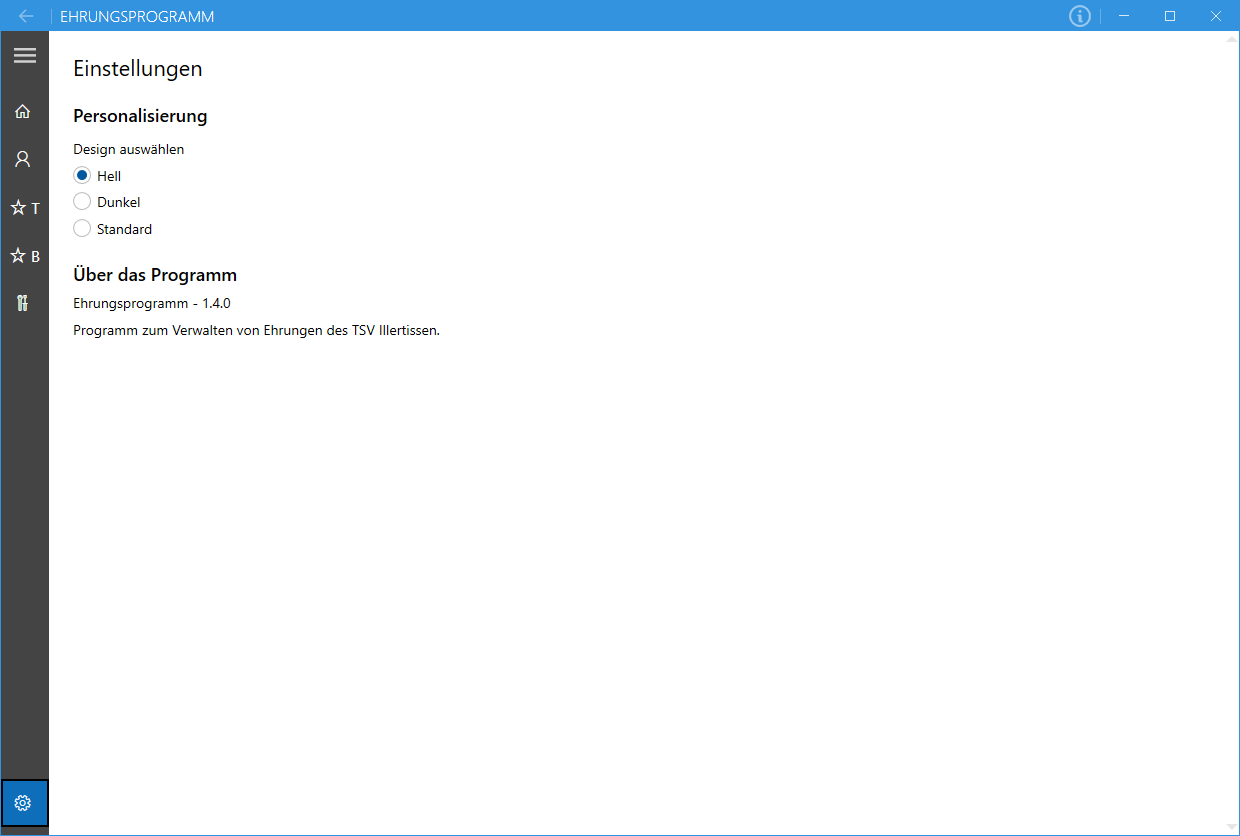 EHRUNGSPROGRAMM
Einstellungen
Personalisierung
Design auswählen
Hell
Dunkel
Standard
T
B
Über das Programm
Ehrungsprogramm - 1.4.0
Programm zum Verwalten von Ehrungen des TSV Illertissen.